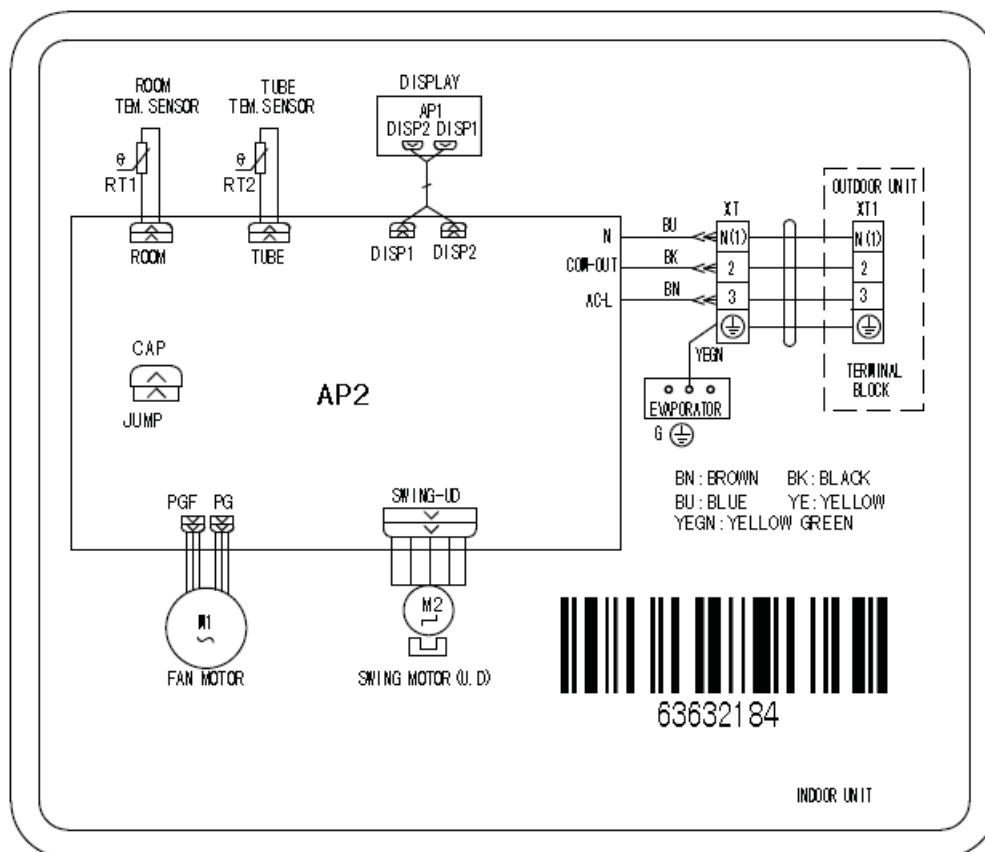 ROOM
TEM. SENSOR
TUBE
TEM. SENSOR
DISPLAY
AP1
DISP2 DISP1
θ
RT1
θ
RT2
ROOM
TUBE
DISP1 DISP2
N
COM-OUT
AC-L
BU
BK
BN
YEGN
XT
N(1)
2
3
OUTDOOR UNIT
XT1
N(1)
2
3
TERMINAL
BLOCK
EVAPORATOR
G
CAP
JUMP
AP2
BN: BROWN BK: BLACK
BU: BLUE YE: YELLOW
YEGN: YELLOW GREEN
PGF PG
SWING-UD
M1
M2
FAN MOTOR
SWING MOTOR (U. D)
63632184
INDOOR UNIT